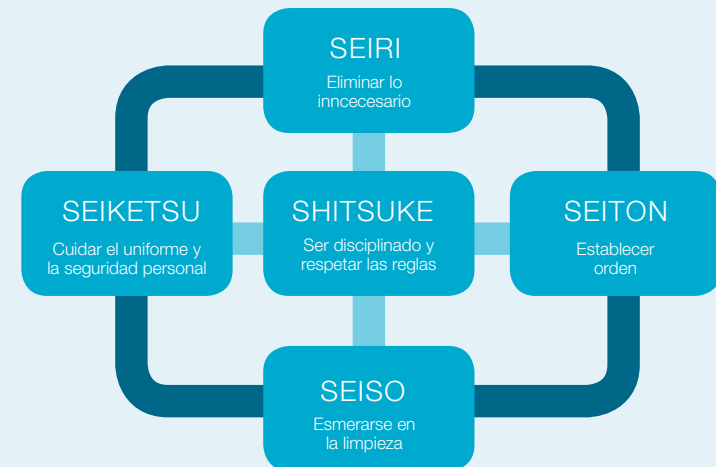 SEIRI
Eliminar lo
inncecesario
SEIKETSU
Cuidar el uniforme y
la seguridad personal
SHITSUKE
Ser disciplinado y
respetar las reglas
SEITON
Establecer
orden
SEISO
Esmerarse en
la limpieza